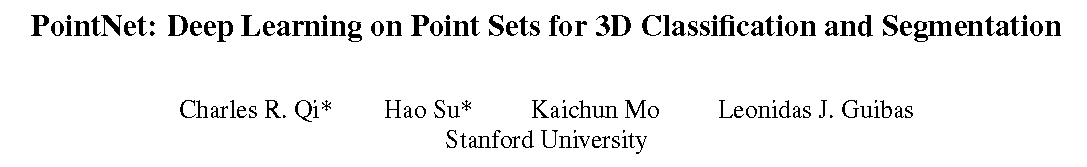 PointNet: Deep Learning on Point Sets for 3D Classification and Segmentation
Charles R. Qi* Hao Su* Kaichun Mo Leonidas J. Guibas
Stanford University